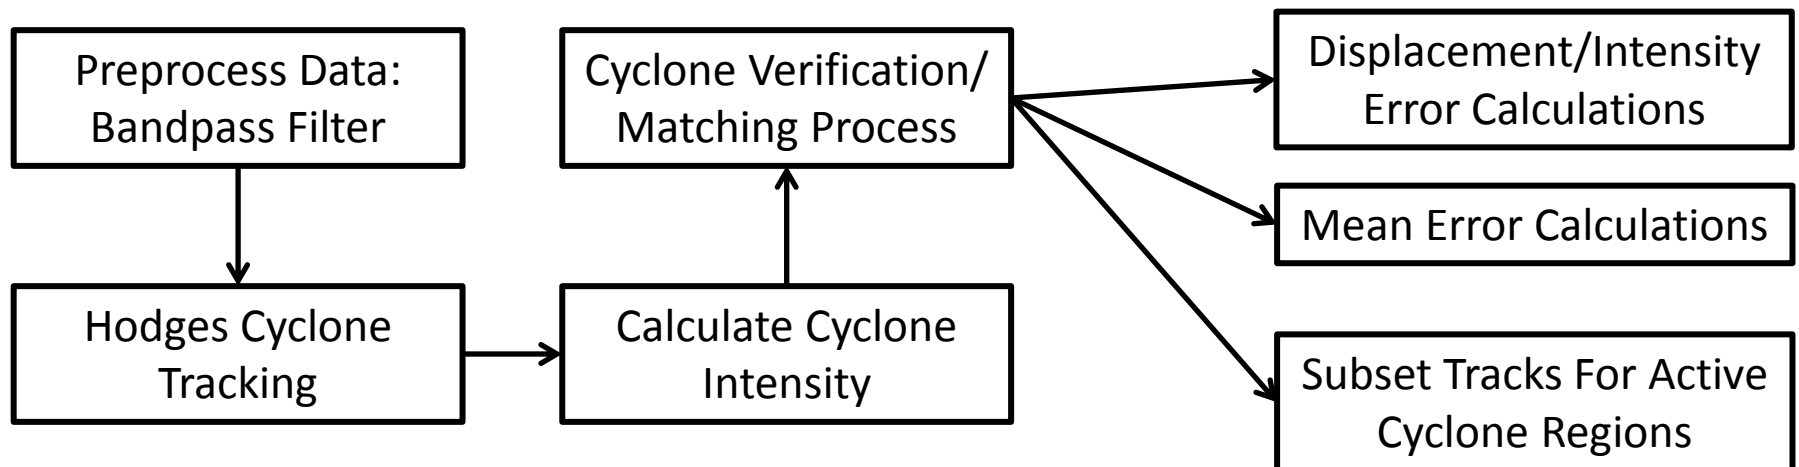 Preprocess Data:
Bandpass Filter
Hodges Cyclone
Tracking
Calculate Cyclone
Intensity
Cyclone Verification/
Matching Process
Displacement/Intensity
Error Calculations
Mean Error Calculations
Subset Tracks For Active
Cyclone Regions